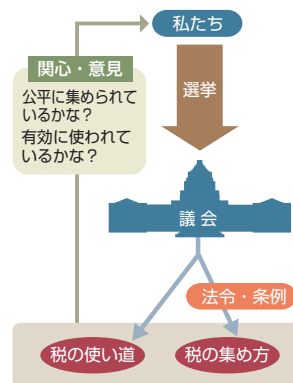 私たち
関心・意見
公平に集められて
いるかな？
有効に使われて
いるかな？
選挙
議会
法令・条例
税の使い道
税の集め方